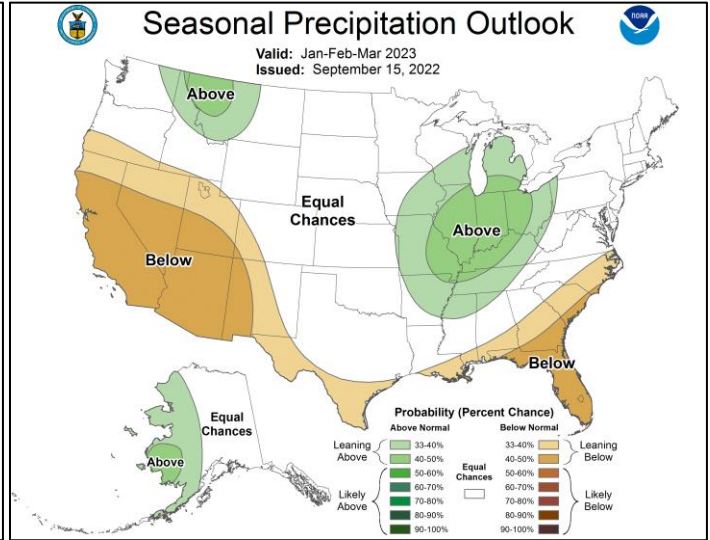 Seasonal Precipitation Outlook
Valid: Jan-Feb-Mar 2023
Issued: September 15, 2022
NOAA
Above
Equal
Chances
Above
Below
Below
Equal
Chances
Above
Probability (Percent Chance)
Above Normal
Below Normal
Leaning
Above
33-40%
40-50%
Likely
Above
50-60%
60-70%
70-80%
80-90%
90-100%
Equal
Chances
33-40%
40-50%
Leaning
Below
50-60%
60-70%
70-80%
80-90%
90-100%
Likely
Below